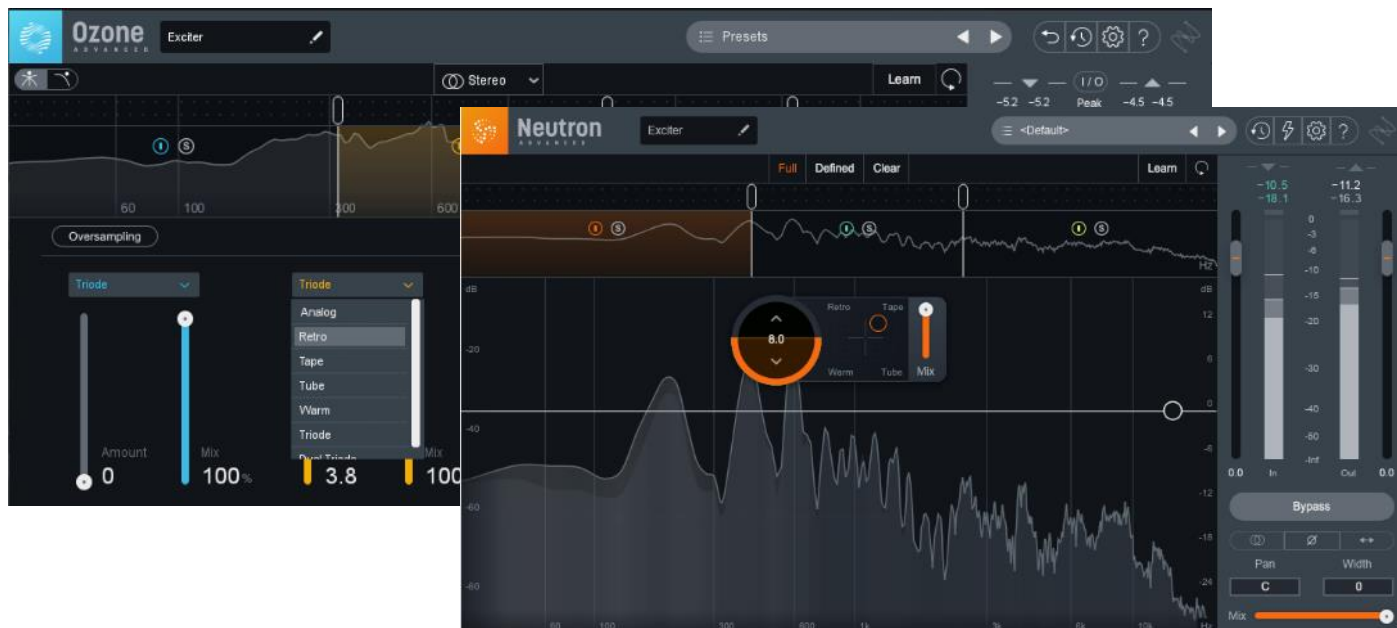 Ozone Exciter Presets ?
ADVANCED
Stereo Learn I/O
-5.2 -5.2 Peak -4.5 -4.5
S
60 100 300 600
Oversampling
Triode Triode
Analog
Retro
Tape
Tube
Warm
Triode
Dual Triode
Amount Mix Mix
0 100% 3.8 100
Neutron Exciter <Default> ?
ADVANCED
Full Defined Clear Learn
-10.5 -11.2
-18.1 -16.3
S S S
Hz
dB dB
Retro Tape
8.0
Warm Tube Mix
12
-20 6
0
-40 -6
-60 -12
-18
-80 -24
60 100 300 600 1k 3k 6k 10k Hz
0
-3
-6
-10
-15
-20
-30
-40
-60
-Inf
0.0 In Out 0.0
Bypass
Pan Width
C 0
Mix